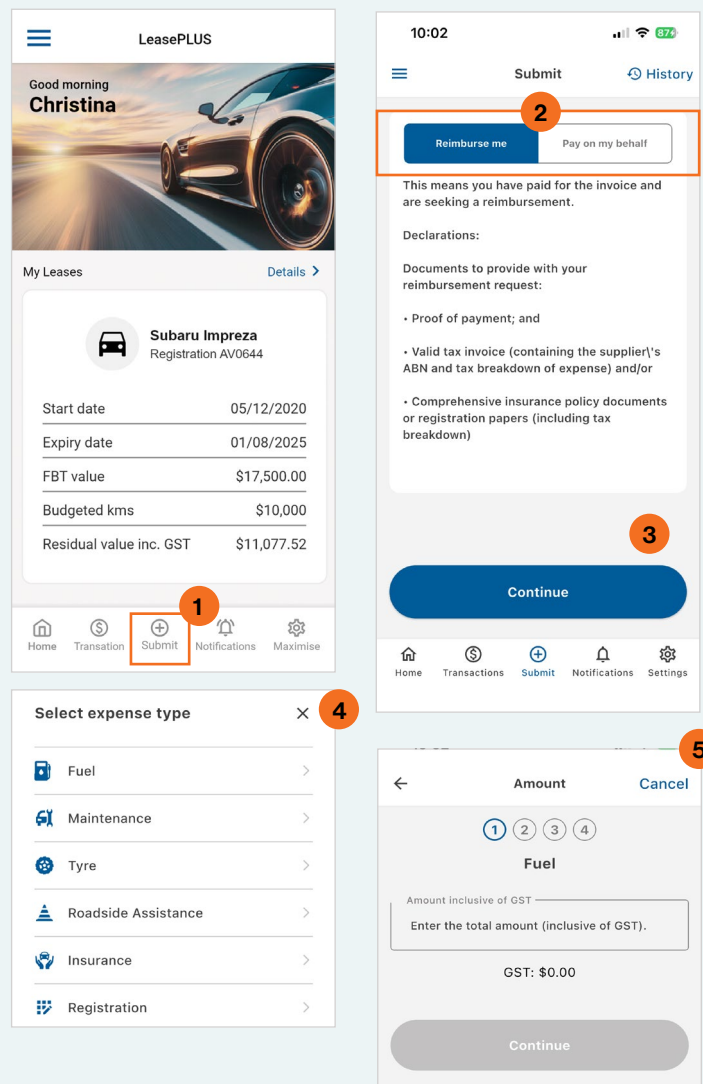 LeasePLUS
Good morning
Christina
My Leases
Details
Subaru Impreza
Registration AV0644
Start date 05/12/2020
Expiry date 01/08/2025
FBT value $17,500.00
Budgeted kms $10,000
Residual value inc. GST $11,077.52
1
Home Transation Submit Notifications Maximise
10:02 87
Submit History
2
Reimburse me Pay on my behalf
This means you have paid for the invoice and
are seeking a reimbursement.
Declarations:
Documents to provide with your
reimbursement request:
• Proof of payment; and
• Valid tax invoice (containing the supplier\'s
ABN and tax breakdown of expense) and/or
• Comprehensive insurance policy documents
or registration papers (including tax
breakdown)
3
Continue
Home Transactions Submit Notifications Settings
Select expense type
4
Fuel
Maintenance
Tyre
Roadside Assistance
Insurance
Registration
5
Amount Cancel
1 2 3 4
Fuel
Amount inclusive of GST
Enter the total amount (inclusive of GST).
GST: $0.00
Continue